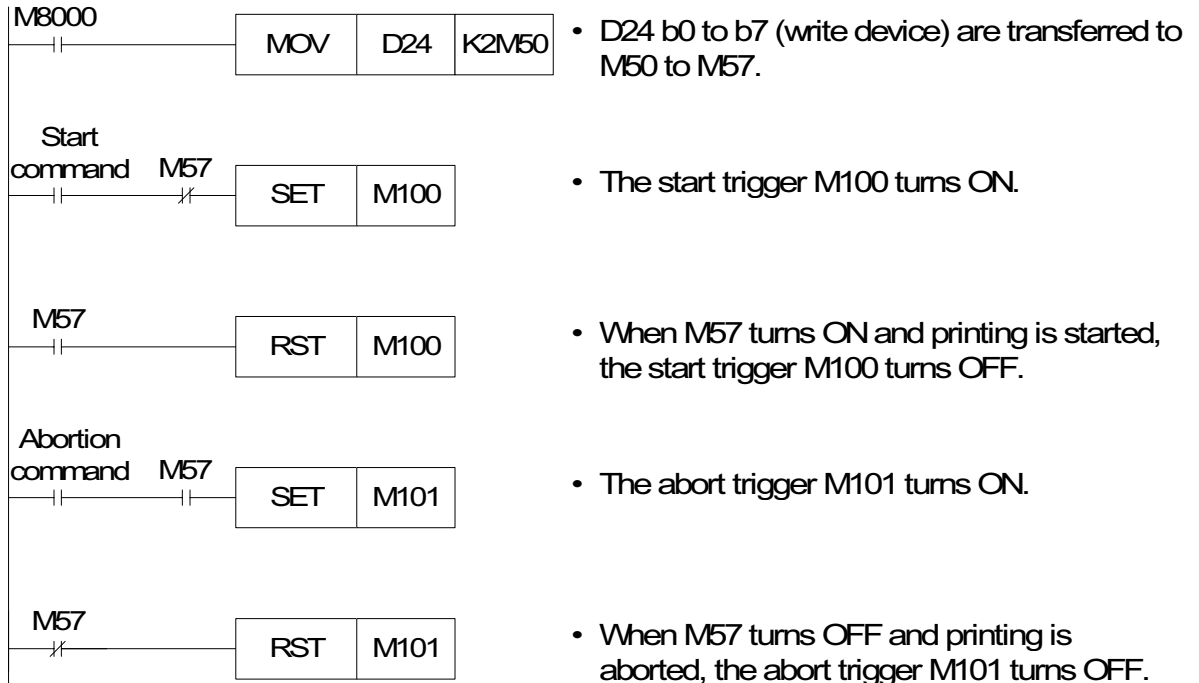 M8000
MOV D24 K2M50
• D24 b0 to b7 (write device) are transferred to
M50 to M57.
Start
command M57
SET M100
• The start trigger M100 turns ON.
M57
RST M100
• When M57 turns ON and printing is started,
the start trigger M100 turns OFF.
Abortion
command M57
SET M101
• The abort trigger M101 turns ON.
M57
RST M101
• When M57 turns OFF and printing is
aborted, the abort trigger M101 turns OFF.